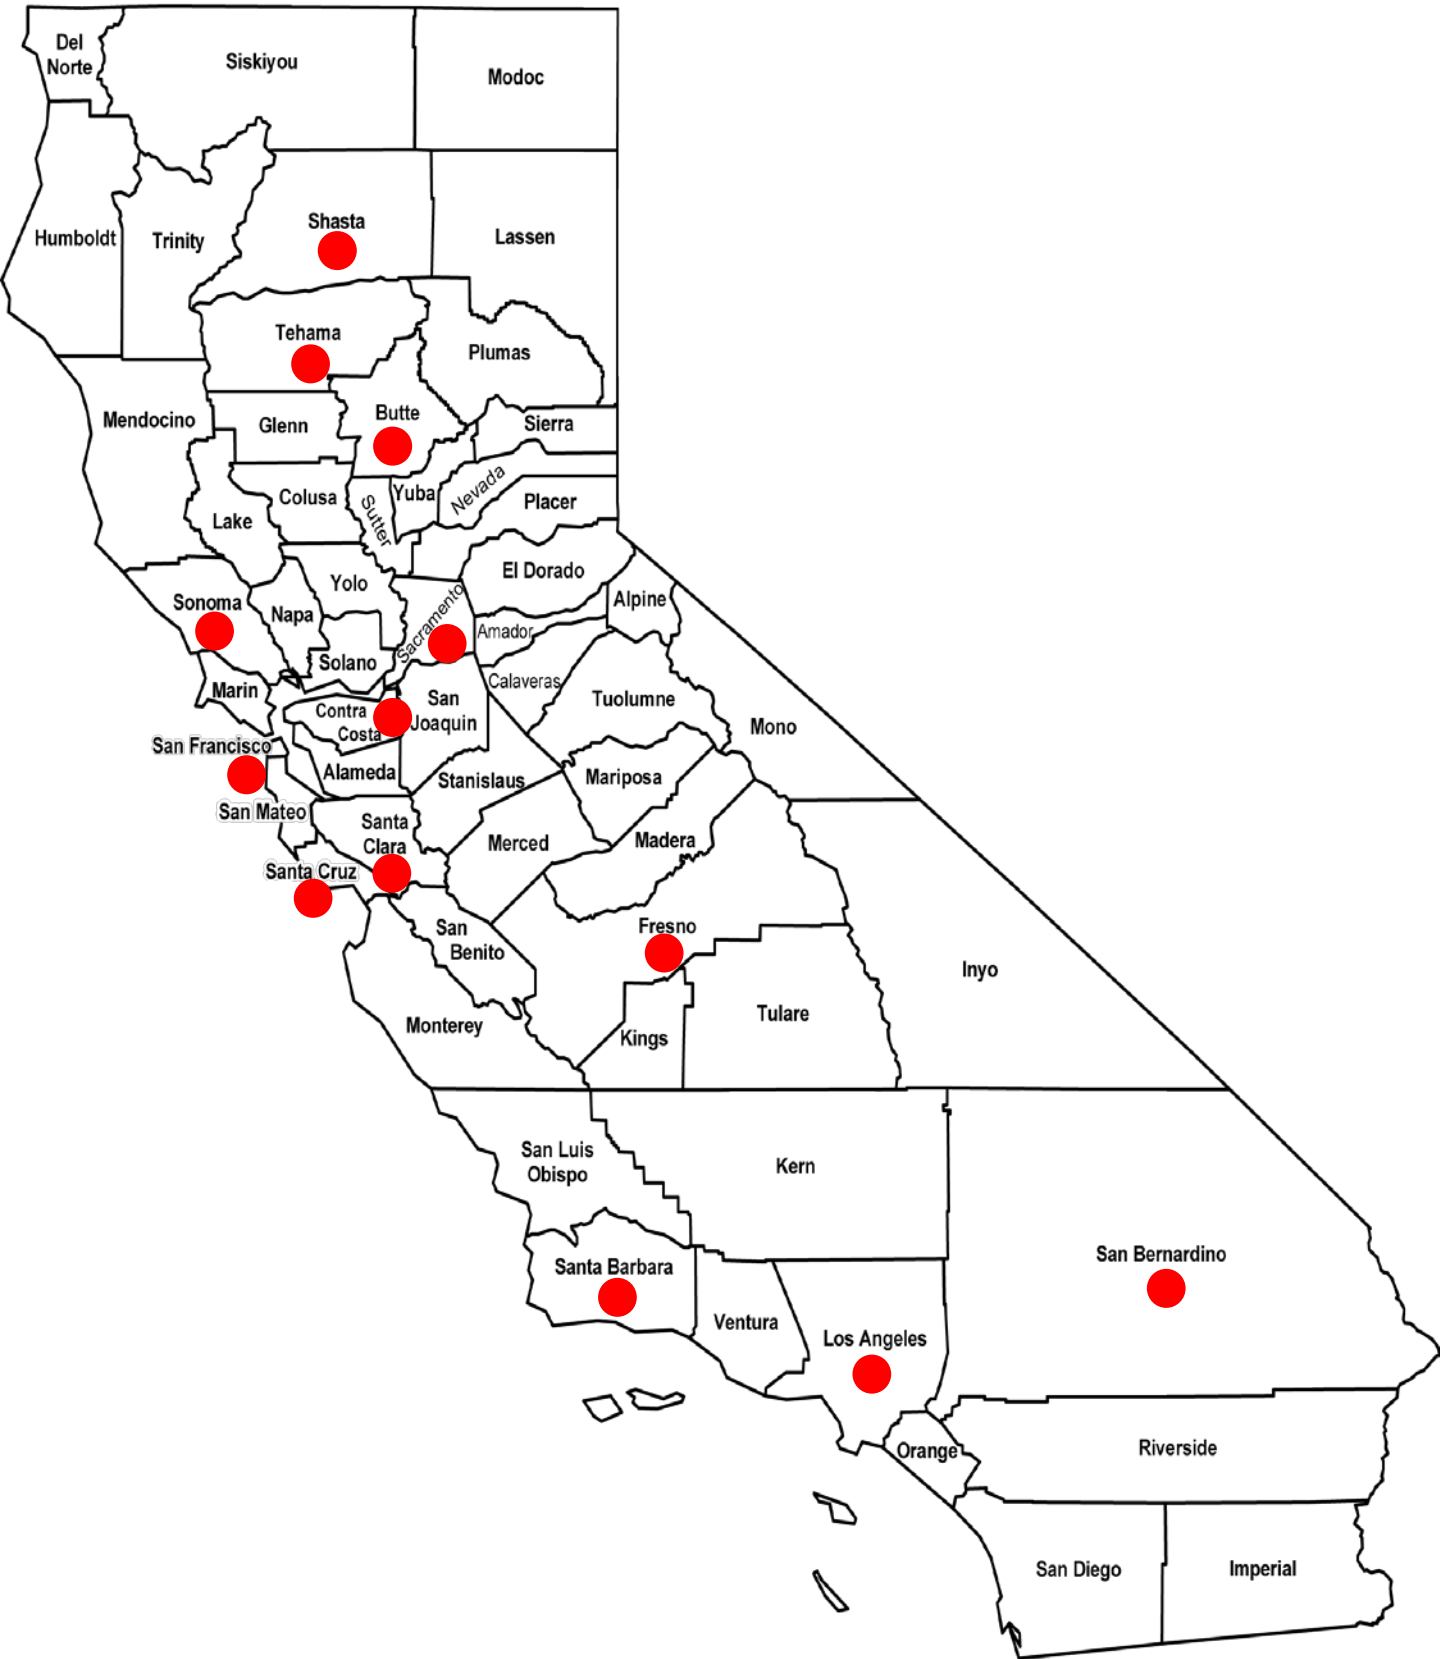 Del
Norte
Siskiyou
Modoc
Humboldt
Trinity
Shasta
Lassen
Tehama
Plumas
Mendocino
Glenn
Butte
Sierra
Lake
Colusa
Sutter
Yuba
Nevada
Placer
Sonoma
Napa
Yolo
Sacramento
El Dorado
Alpine
Amador
Solano
Marin
Calaveras
Contra
Costa
San
Joaquin
Tuolumne
Mono
San Francisco
Alameda
Stanislaus
Mariposa
San Mateo
Santa
Clara
Merced
Madera
Santa Cruz
San
Benito
Fresno
Inyo
Monterey
Kings
Tulare
San Luis
Obispo
Kern
Santa Barbara
San Bernardino
Ventura
Los Angeles
Orange
Riverside
San Diego
Imperial